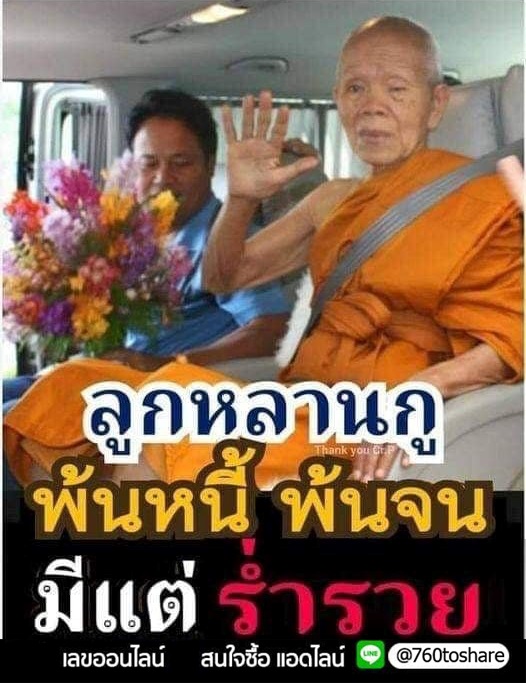 ลูกหลานกู
Thank you Cr.P
พ้นหนี้ พ้นจน
มีแต่ ร่ำรวย
เลขออนไลน์ สนใจซื้อ แอดไลน์ LINE @760toshare